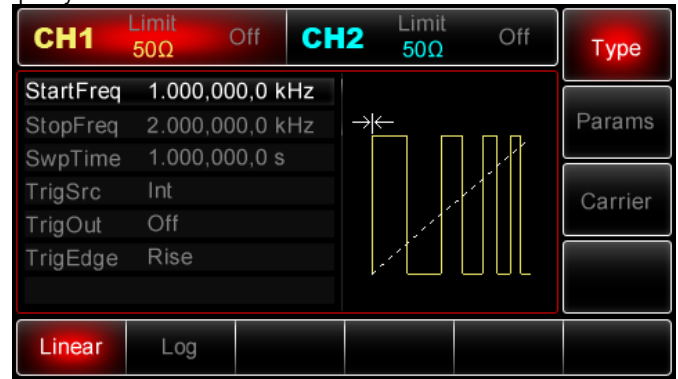 CH1 Limit 50Ω Off CH2 Limit 50Ω Off Type
StartFreq 1.000,000,0 kHz
StopFreq 2.000,000,0 kHz Params
SwpTime 1.000,000,0 s
TrigSrc Int Carrier
TrigOut Off
TrigEdge Rise
Linear Log